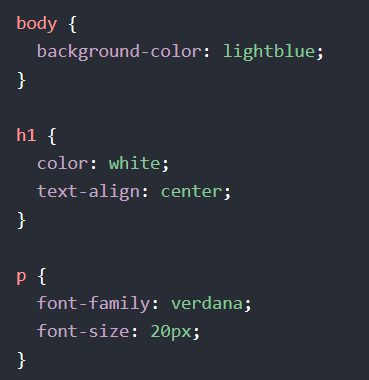 body {
  background-color: lightblue;
}

h1 {
  color: white;
  text-align: center;
}

p {
  font-family: verdana;
  font-size: 20px;
}